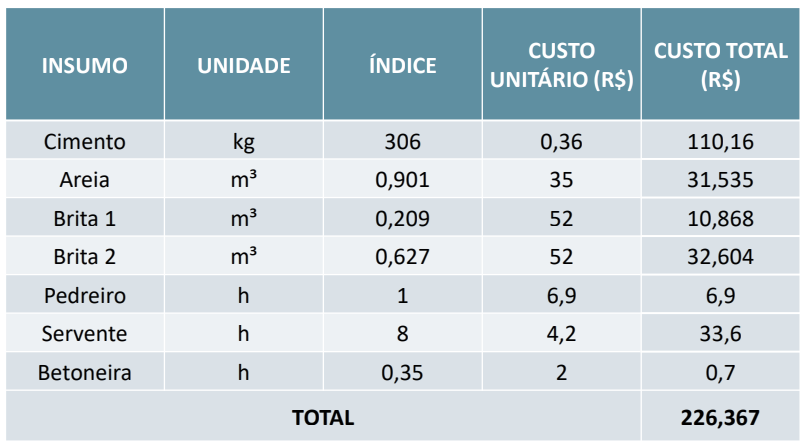 INSUMO UNIDADE ÍNDICE CUSTO UNITÁRIO (R$) CUSTO TOTAL (R$)
Cimento kg 306 0,36 110,16
Areia m³ 0,901 35 31,535
Brita 1 m³ 0,209 52 10,868
Brita 2 m³ 0,627 52 32,604
Pedreiro h 1 6,9 6,9
Servente h 8 4,2 33,6
Betoneira h 0,35 2 0,7
TOTAL 226,367